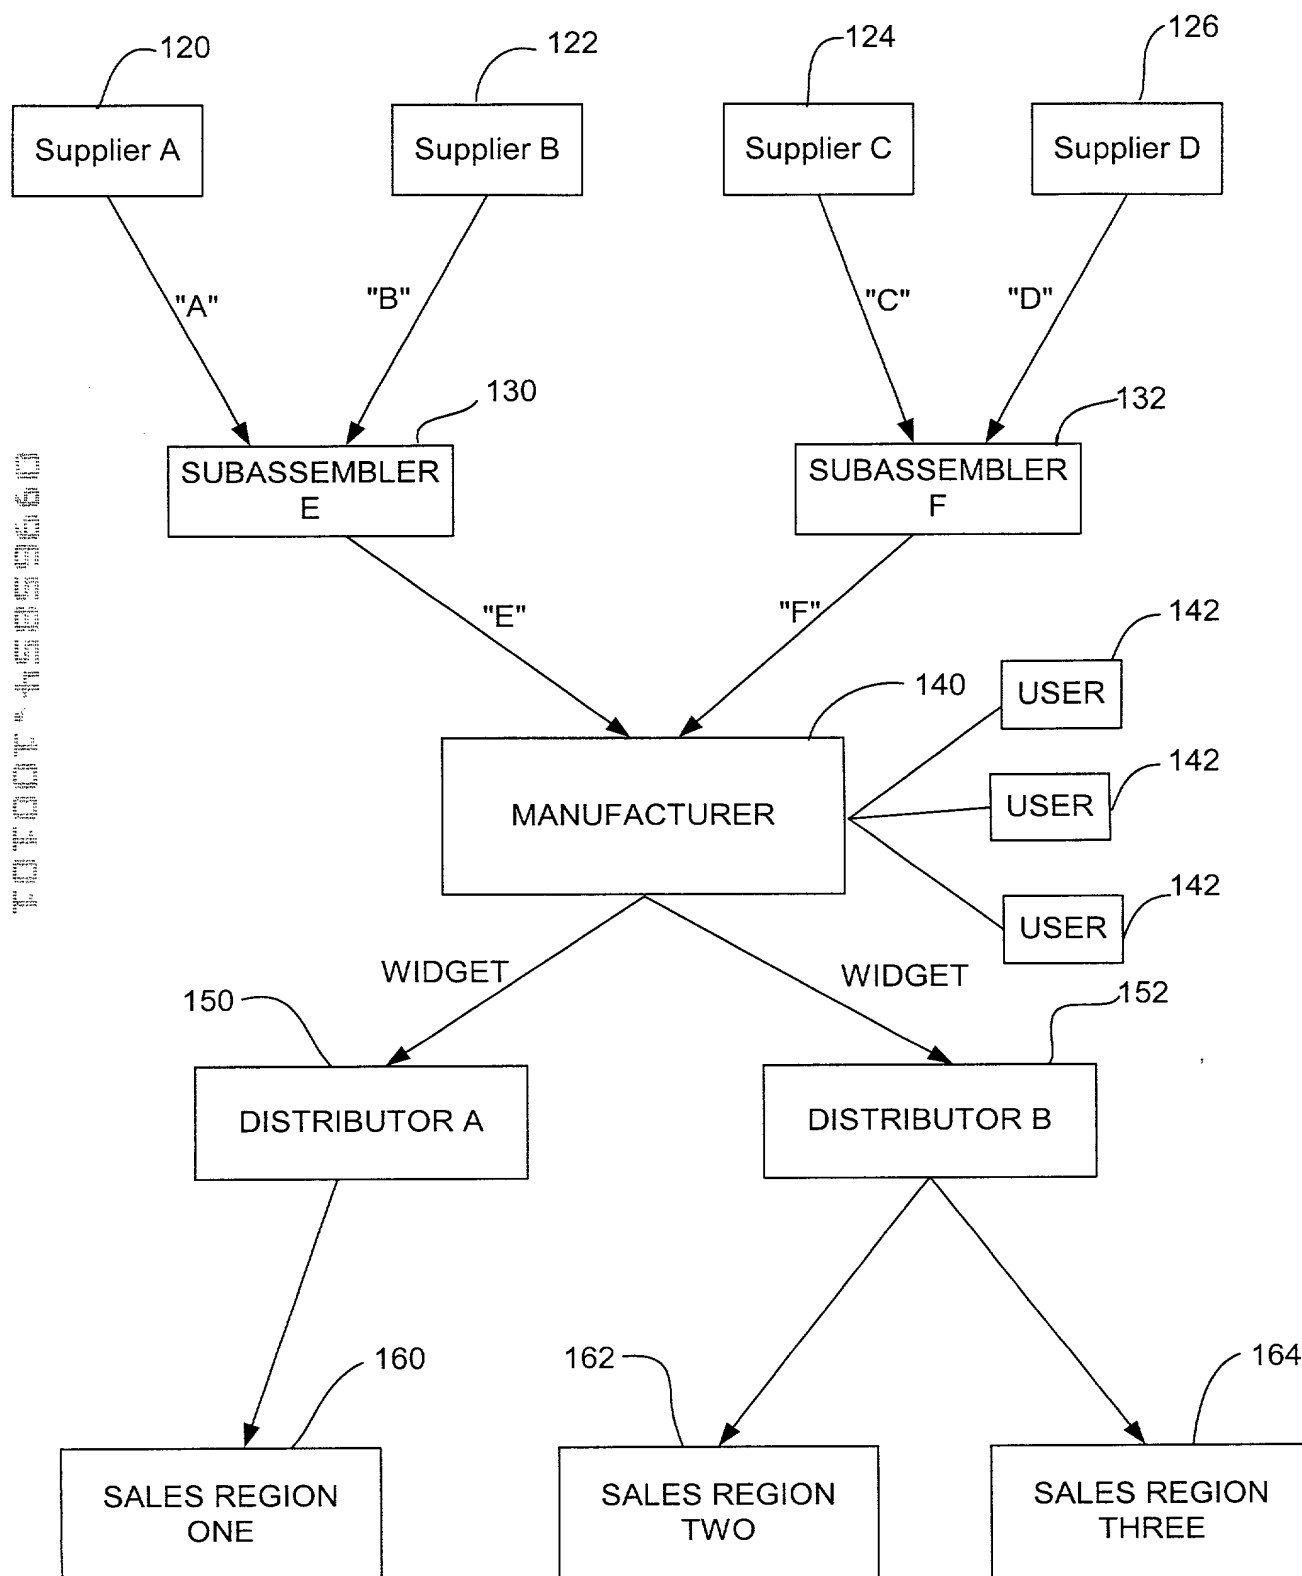 120
122
124
126
Supplier A
Supplier B
Supplier C
Supplier D
"A"
"B"
"C"
"D"
130
132
SUBASSEMBLER
E
SUBASSEMBLER
F
"E"
"F"
142
140
USER
142
MANUFACTURER
USER
142
USER
WIDGET
WIDGET
150
152
DISTRIBUTOR A
DISTRIBUTOR B
160
162
164
SALES REGION
ONE
SALES REGION
TWO
SALES REGION
THREE